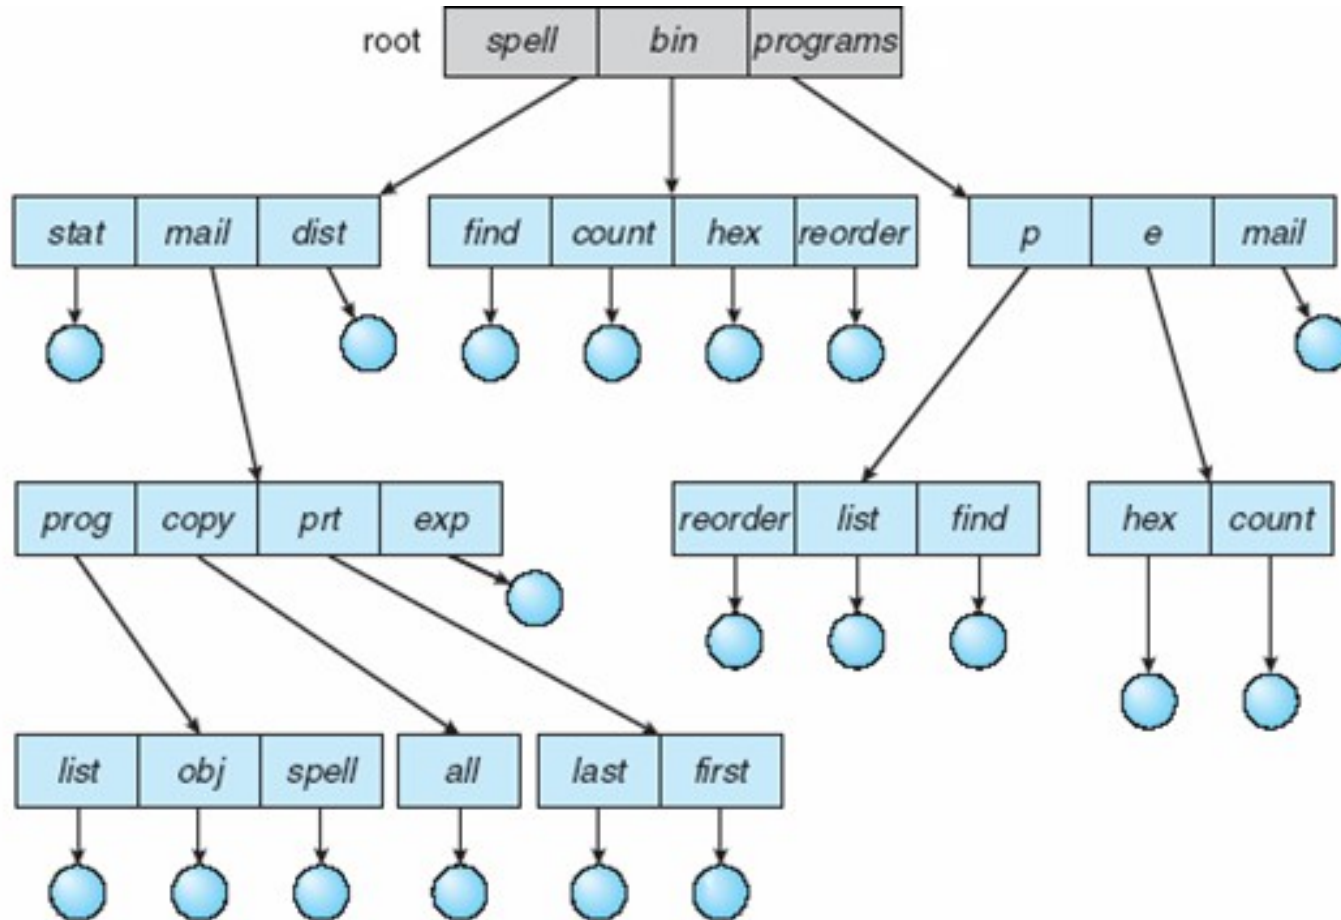 root spell bin programs
stat mail dist find count hex reorder p e mail
prog copy prt exp reorder list find hex count
list obj spell all last first